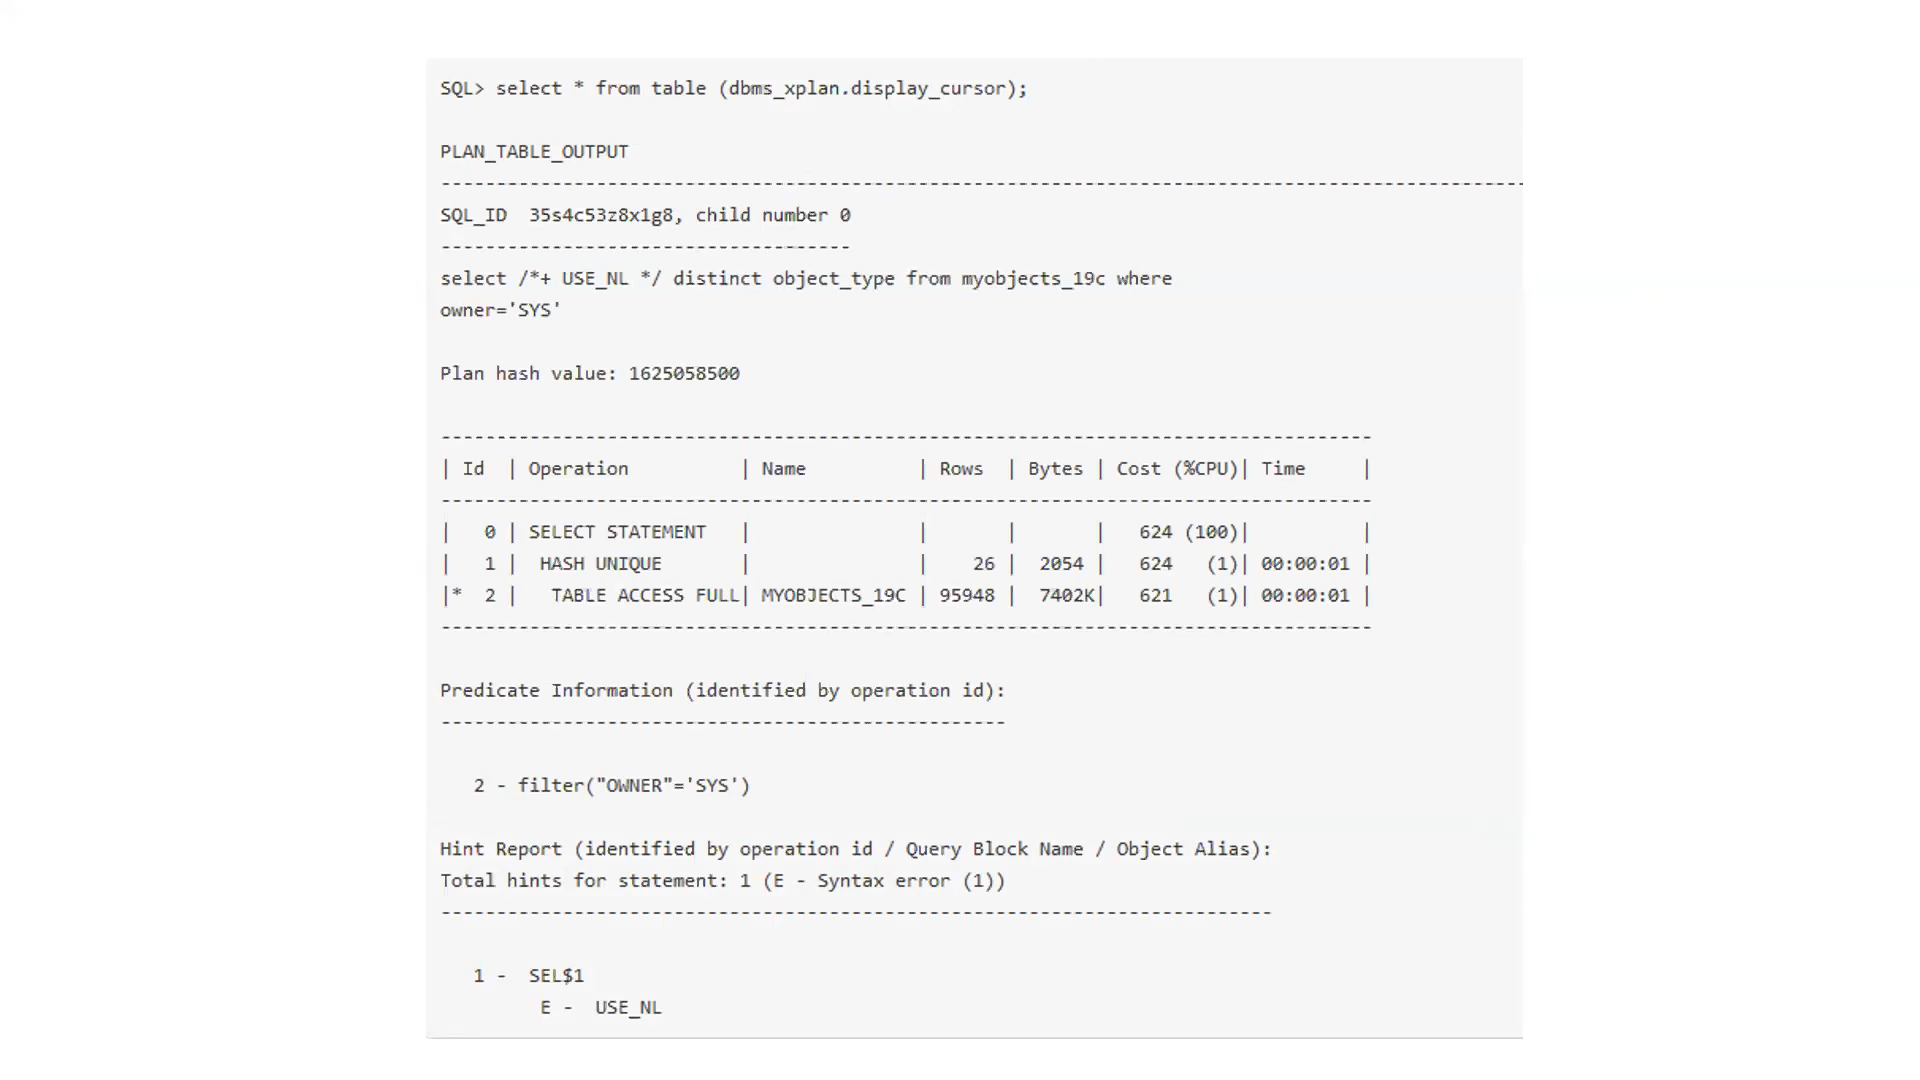 SQL> select * from table (dbms_xplan.display_cursor);
PLAN_TABLE_OUTPUT
--------------------------------------------------------------------------------------------------
SQL_ID  35s4c53z8x1g8, child number 0
-------------------------------------
select /*+ USE_NL */ distinct object_type from myobjects_19c where
owner='SYS'
Plan hash value: 1625058500
------------------------------------------------------------------------------------
| Id  | Operation          | Name          | Rows  | Bytes | Cost (%CPU)| Time     |
------------------------------------------------------------------------------------
|   0 | SELECT STATEMENT   |               |       |       |   624 (100)|          |
|   1 |  HASH UNIQUE       |               |    26 |  2054 |   624   (1)| 00:00:01 |
|*  2 |   TABLE ACCESS FULL| MYOBJECTS_19C | 95948 |  7402K|   621   (1)| 00:00:01 |
------------------------------------------------------------------------------------
Predicate Information (identified by operation id):
---------------------------------------------------
   2 - filter("OWNER"='SYS')
Hint Report (identified by operation id / Query Block Name / Object Alias):
Total hints for statement: 1 (E - Syntax error (1))
---------------------------------------------------------------------------
   1 -  SEL$1
         E -  USE_NL